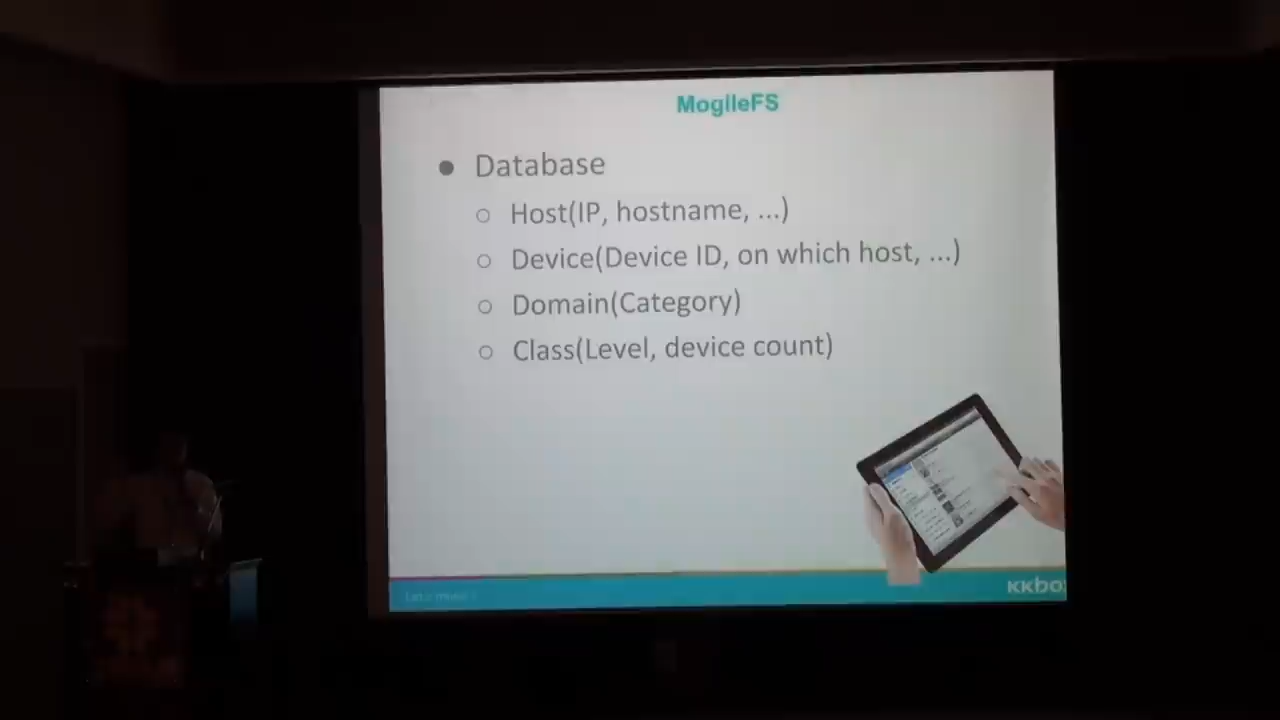 MogileFS
● Database
○ Host(IP, hostname, ...)
○ Device(Device ID, on which host, ...)
○ Domain(Category)
○ Class(Level, device count)
KKbo